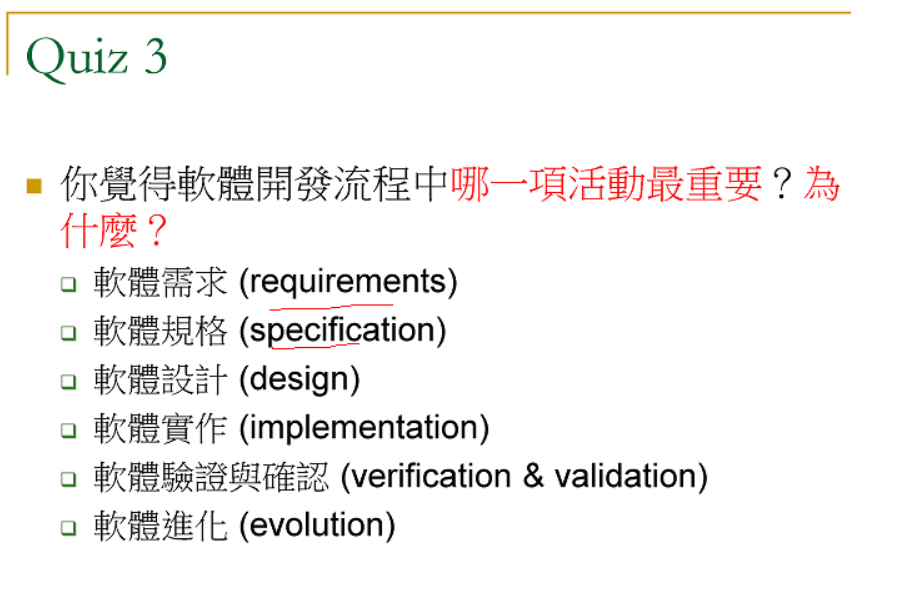 Quiz 3
你覺得軟體開發流程中哪一項活動最重要？為
什麼？
軟體需求 (requirements)
軟體規格 (specification)
軟體設計 (design)
軟體實作 (implementation)
軟體驗證與確認 (verification & validation)
軟體進化 (evolution)